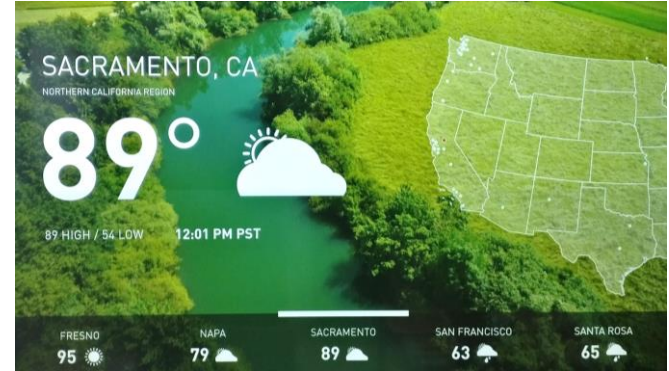 SACRAMENTO, CA
NORTHERN CALIFORNIA REGION
89°
89 HIGH / 54 LOW
12:01 PM PST
FRESNO
95
NAPA
79
SACRAMENTO
89
SAN FRANCISCO
63
SANTA ROSA
65